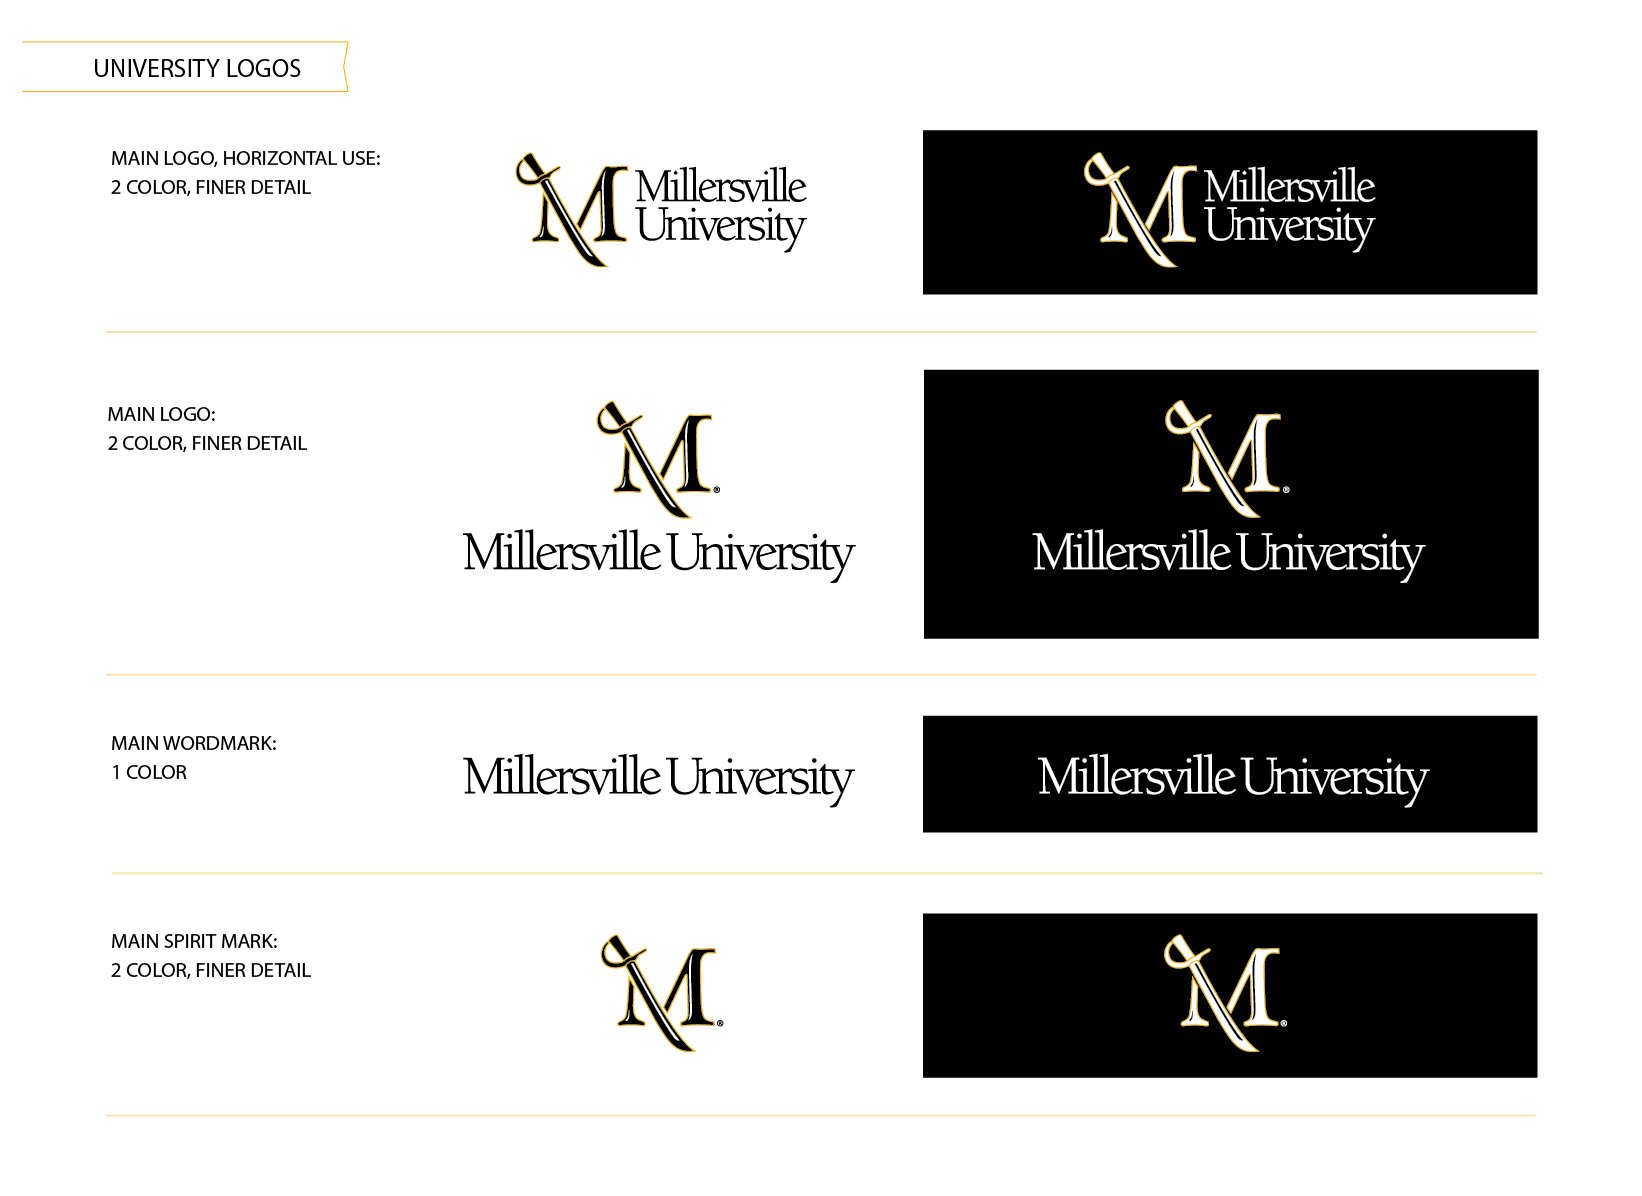 UNIVERSITY LOGOS
MAIN LOGO, HORIZONTAL USE:
2 COLOR, FINER DETAIL
M Millersville
University
M Millersville
University
MAIN LOGO:
2 COLOR, FINER DETAIL
M®
Millersville University
M®
Millersville University
MAIN WORDMARK:
1 COLOR
Millersville University
Millersville University
MAIN SPIRIT MARK:
2 COLOR, FINER DETAIL
M®
M®